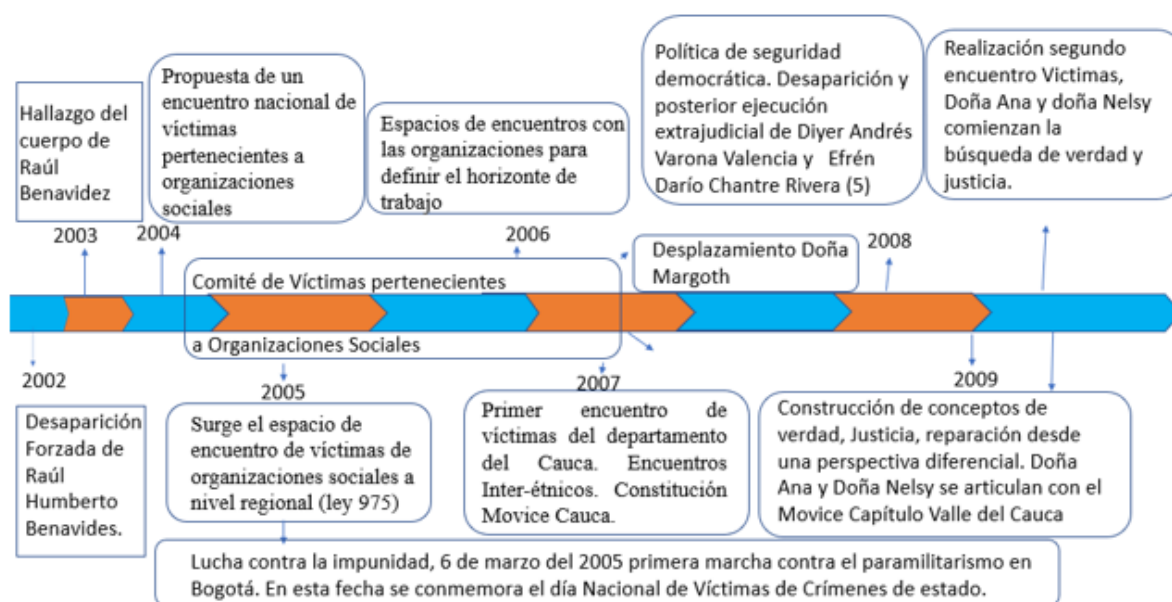 Hallazgo del
cuerpo de
Raúl
Benavidez
2003
Propuesta de un
encuentro nacional de
víctimas
pertenecientes a
organizaciones
sociales
2004
Espacios de encuentros con
las organizaciones para
definir el horizonte de
trabajo
2006
Política de seguridad
democrática. Desaparición y
posterior ejecución
extrajudicial de Diyer Andrés
Varona Valencia y Efrén
Darío Chantre Rivera (5)
Realización segundo
encuentro Victimas,
Doña Ana y doña Nelsy
comienzan la
búsqueda de verdad y
justicia.
Desplazamiento Doña
Margoth
2008
Comité de Víctimas pertenecientes
a Organizaciones Sociales
2002
Desaparición
Forzada de
Raúl
Humberto
Benavides.
2005
Surge el espacio de
encuentro de víctimas de
organizaciones sociales a
nivel regional (ley 975)
2007
Primer encuentro de
víctimas del departamento
del Cauca. Encuentros
Inter-étnicos. Constitución
Movice Cauca.
2009
Construcción de conceptos de
verdad, Justicia, reparación desde
una perspectiva diferencial. Doña
Ana y Doña Nelsy se articulan con el
Movice Capítulo Valle del Cauca
Lucha contra la impunidad, 6 de marzo del 2005 primera marcha contra el paramilitarismo en
Bogotá. En esta fecha se conmemora el día Nacional de Víctimas de Crímenes de estado.